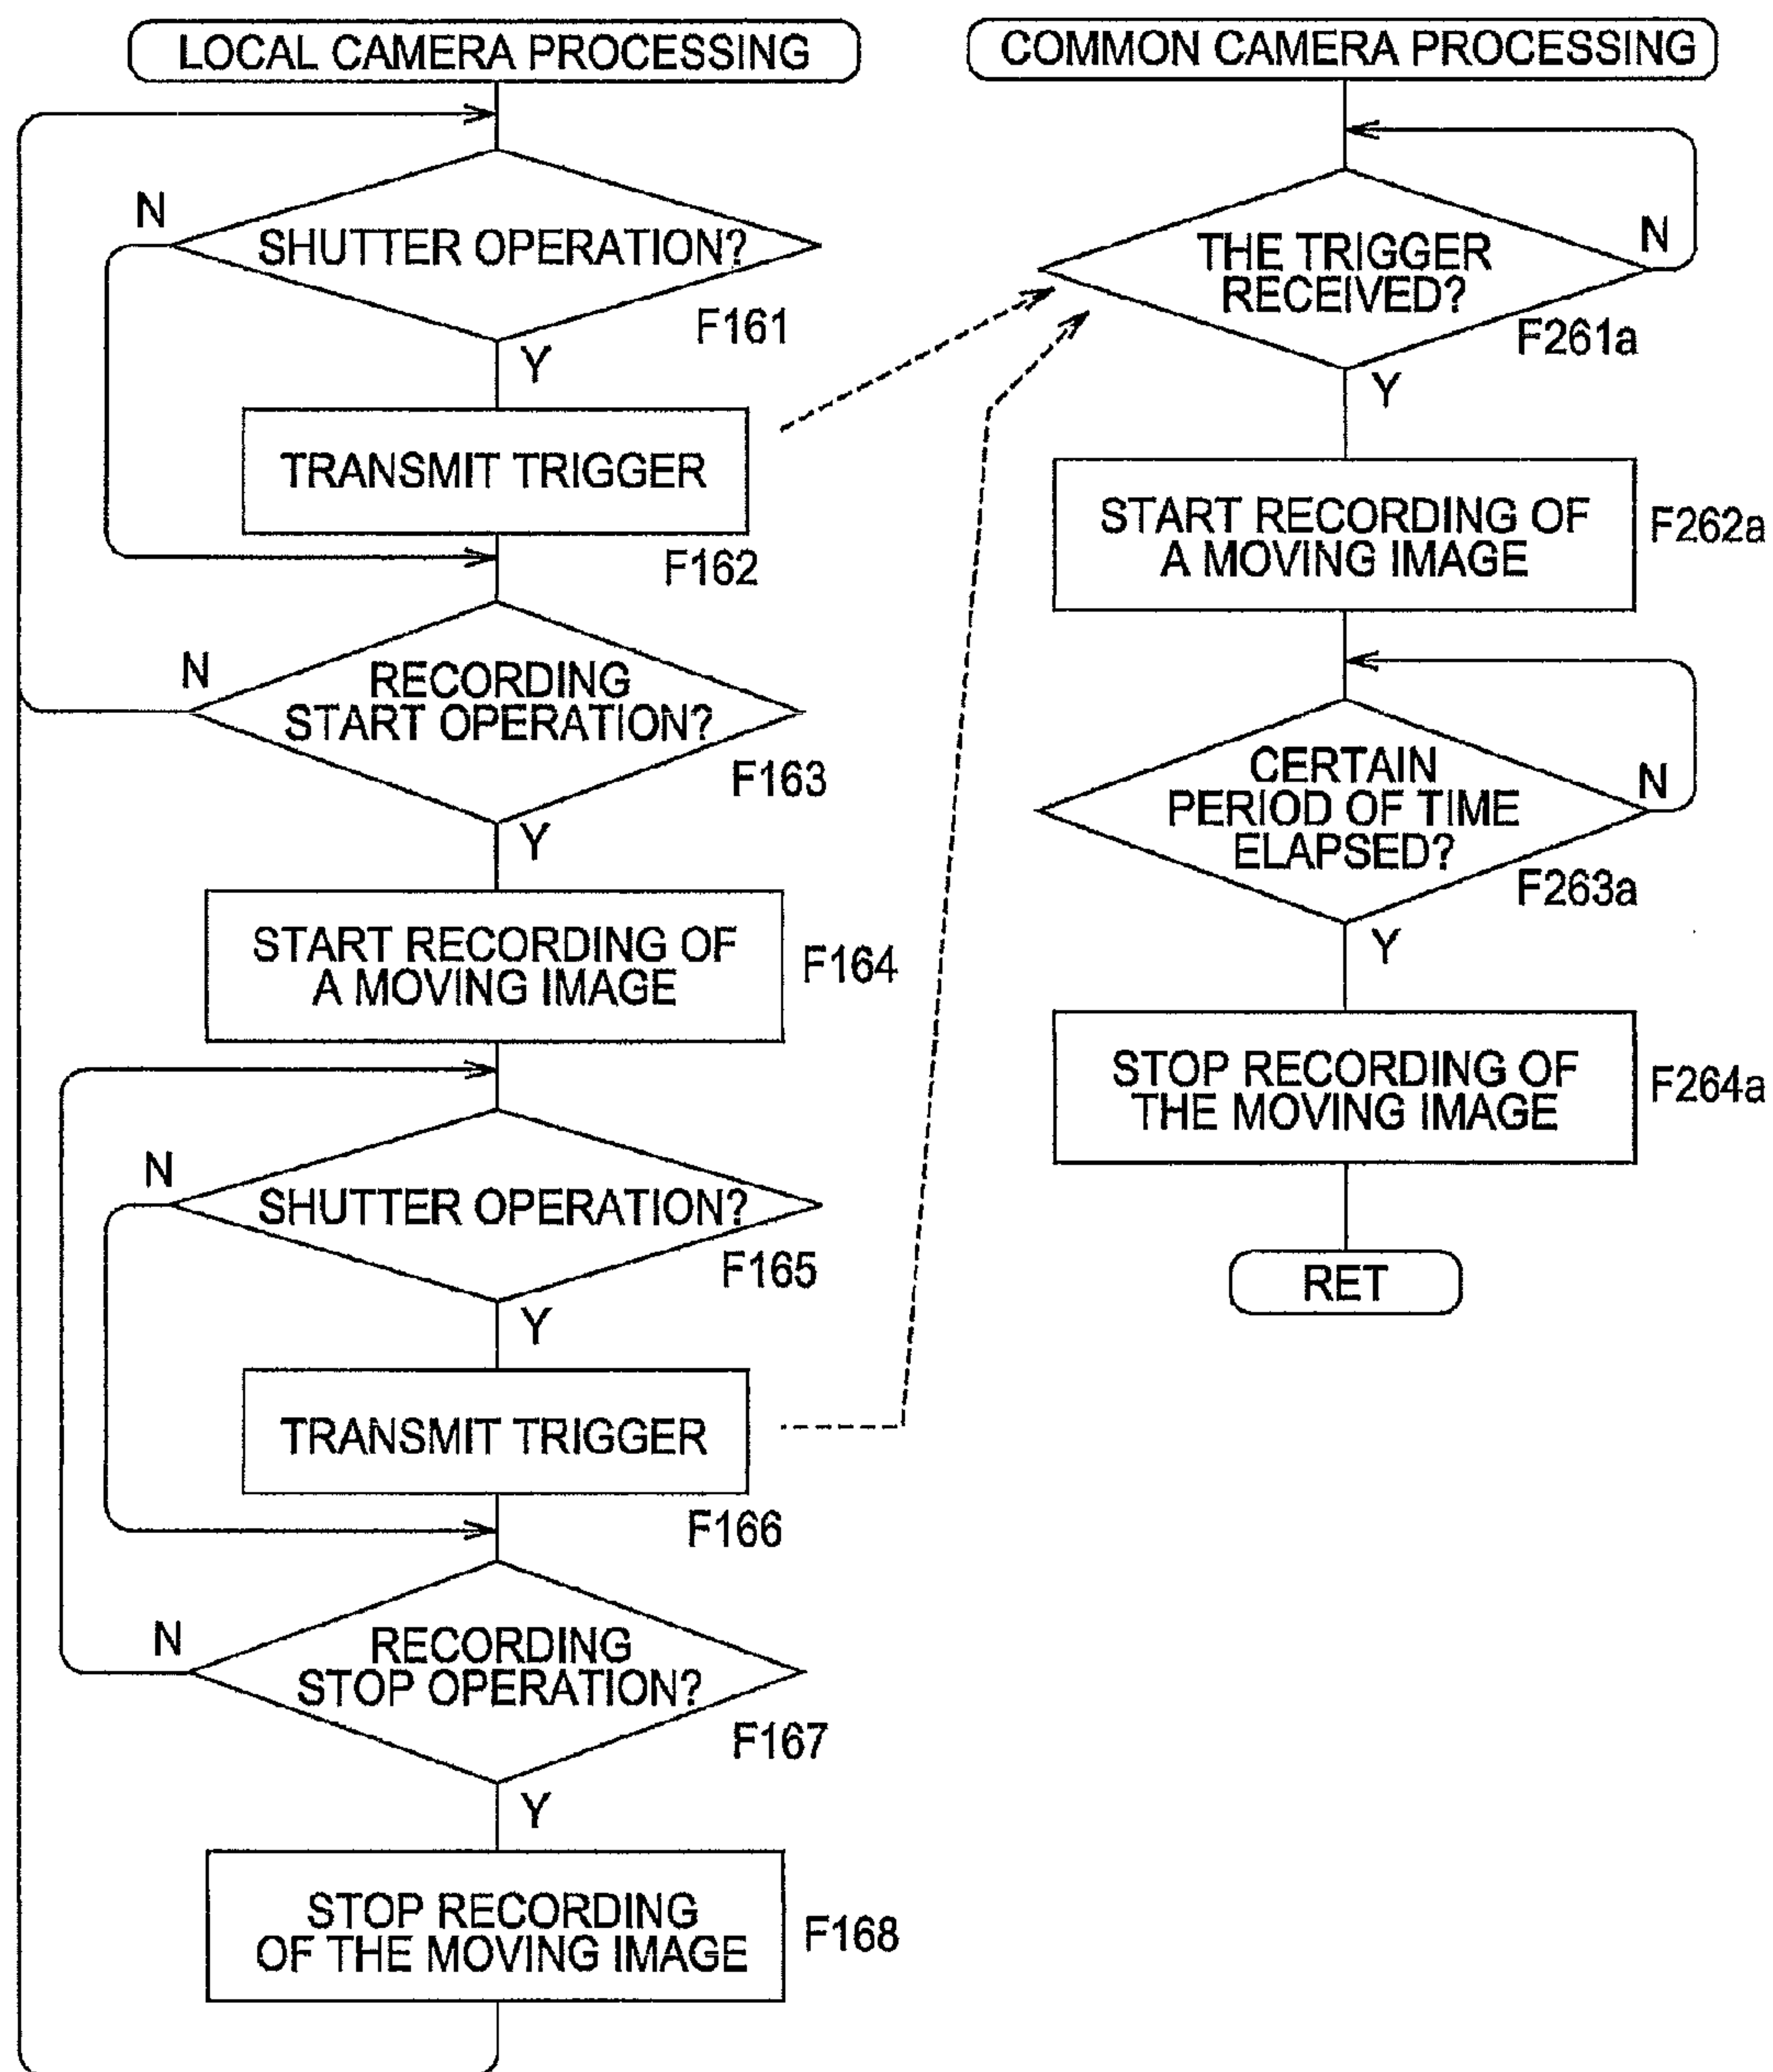 LOCAL CAMERA PROCESSING
N
SHUTTER OPERATION?
F161
Y
TRANSMIT TRIGGER
F162
N
RECORDING
START OPERATION?
F163
Y
START RECORDING OF
A MOVING IMAGE
F164
N
SHUTTER OPERATION?
F165
Y
TRANSMIT TRIGGER
F166
N
RECORDING
STOP OPERATION?
F167
Y
STOP RECORDING
OF THE MOVING IMAGE
F168
COMMON CAMERA PROCESSING
THE TRIGGER
RECEIVED?
N
F261a
Y
START RECORDING OF
A MOVING IMAGE
F262a
CERTAIN
PERIOD OF TIME
ELAPSED?
N
F263a
Y
STOP RECORDING OF
THE MOVING IMAGE
F264a
RET